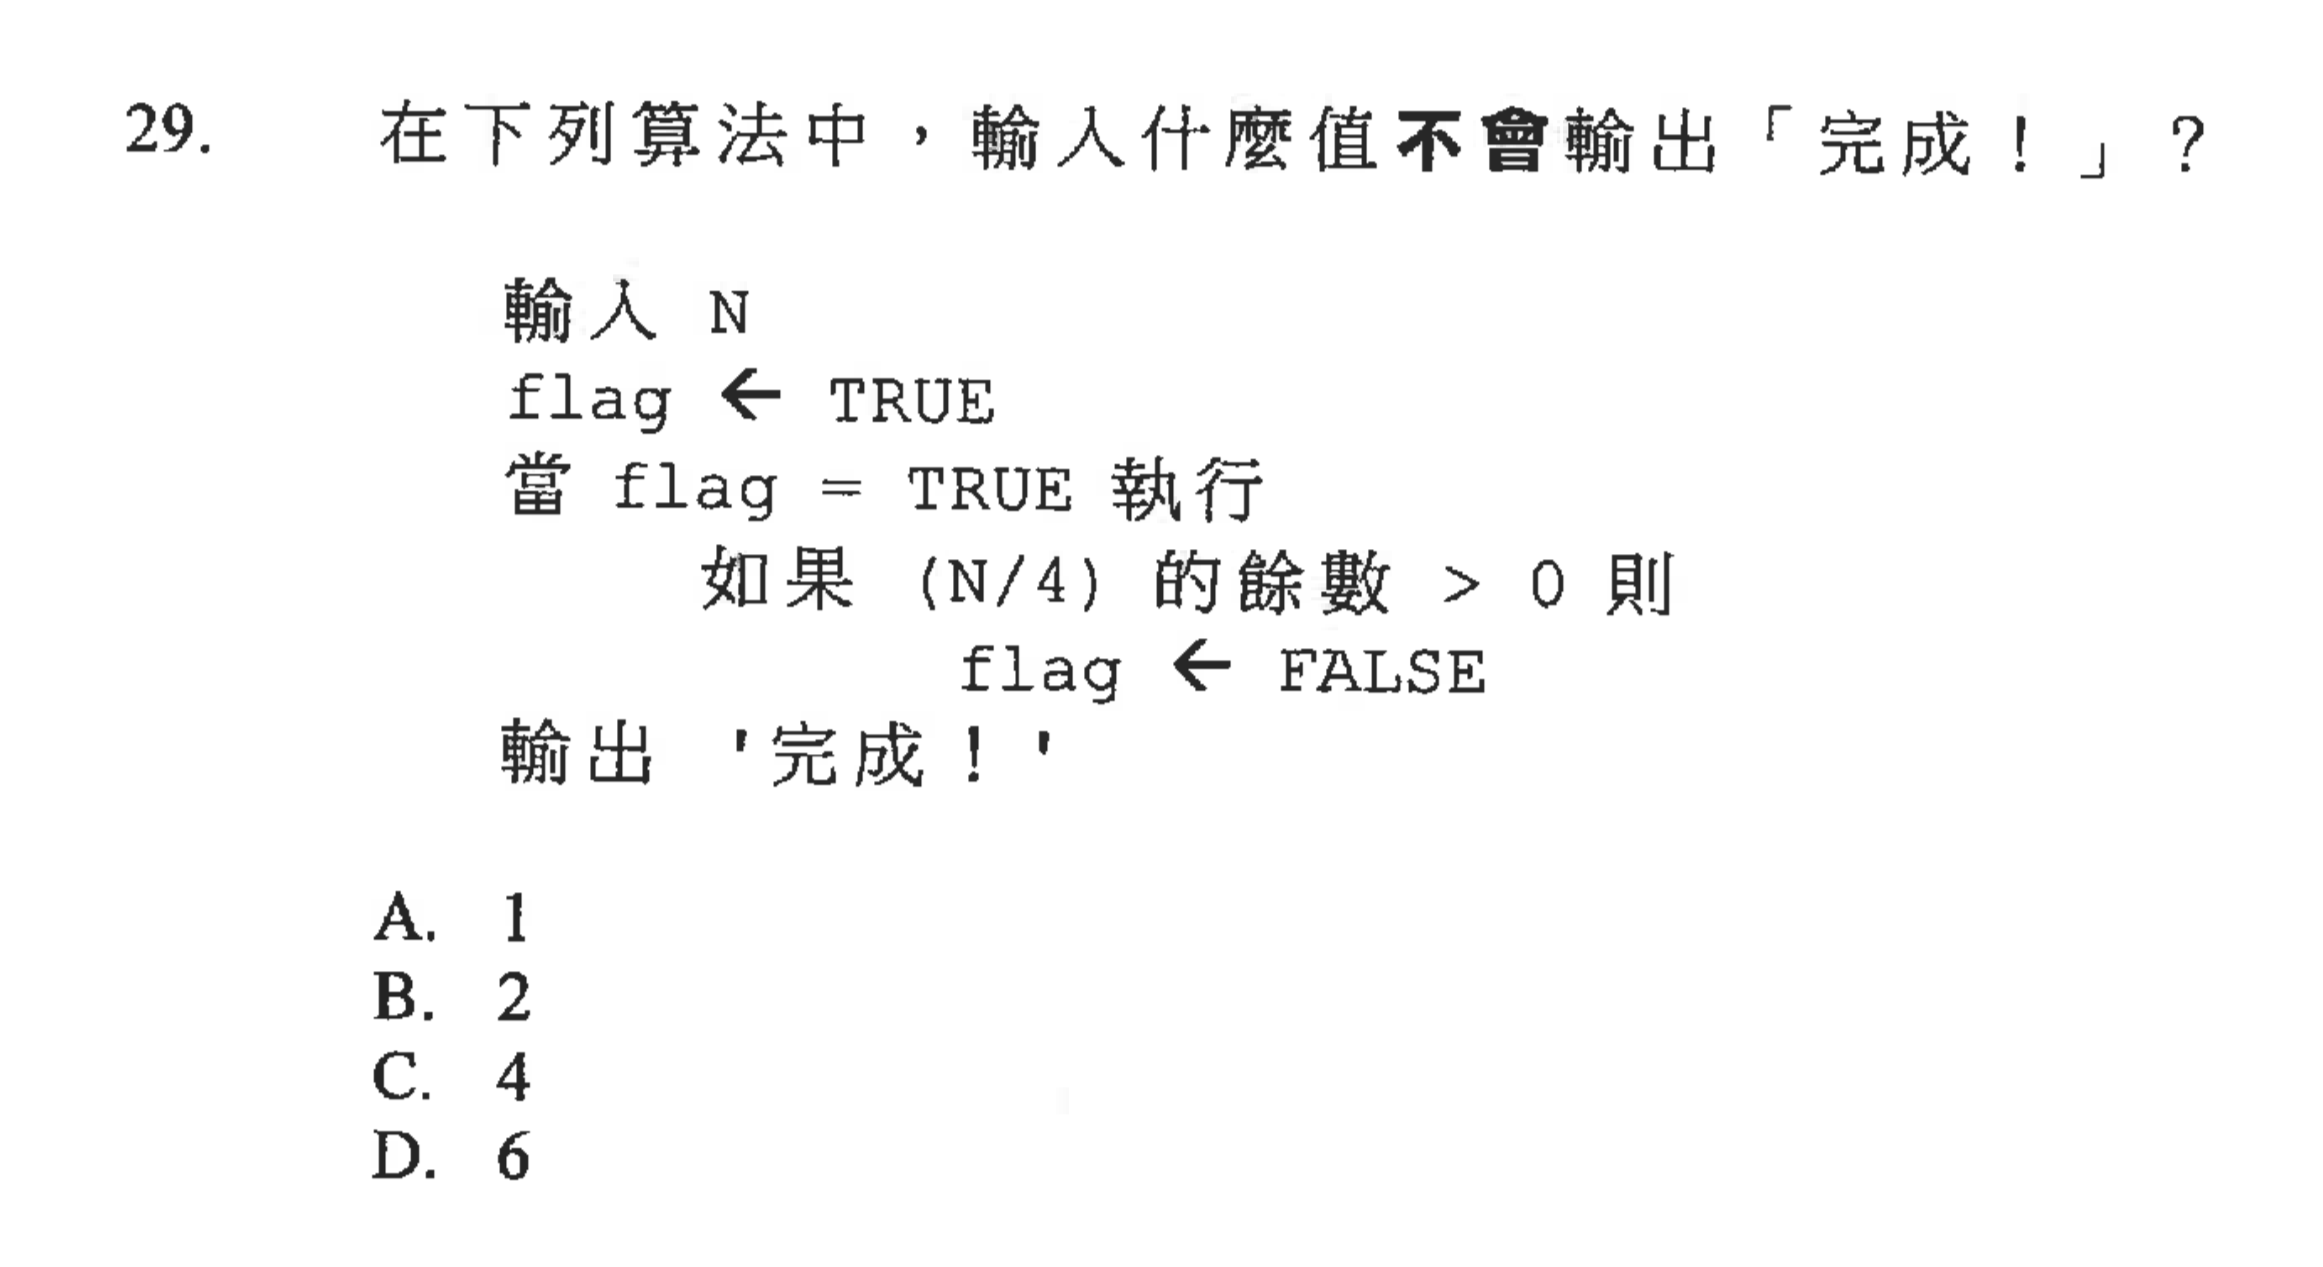 29. 在下列算法中，輸入什麼值不會輸出「完成！」？
輸入 N
flag ← TRUE
當 flag = TRUE 執行
如果 (N/4) 的餘數 > 0 則
flag ← FALSE
輸出 '完成！'
A. 1
B. 2
C. 4
D. 6